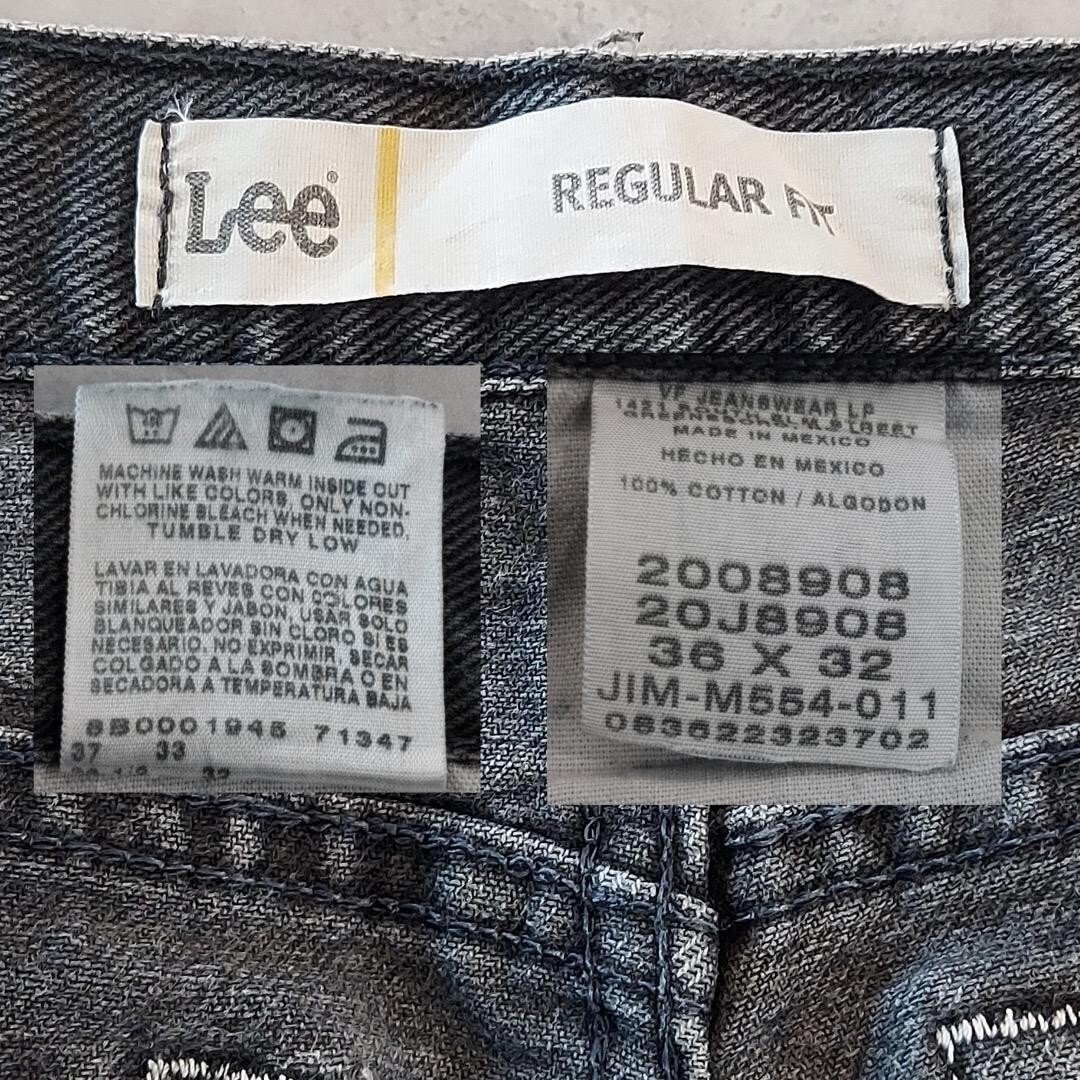 Lee®
REGULAR FIT
MACHINE WASH WARM INSIDE OUT
WITH LIKE COLORS. ONLY NON-
CHLORINE BLEACH WHEN NEEDED.
TUMBLE DRY LOW
LAVAR EN LAVADORA CON AGUA
TIBIA AL REVES CON COLORES
SIMILARES Y JABON. USAR SOLO
BLANQUEADOR SIN CLORO SI ES
NECESARIO. NO EXPRIMIR, SECAR
COLGADO A LA SOMBRA O EN
SECADORA A TEMPERATURA BAJA
8B0001945 71347
37 33
32
VF JEANSWEAR LP
MADE IN MEXICO
HECHO EN MEXICO
100% COTTON / ALGODON
2008908
20J8908
36 X 32
JIM-M554-011
083622323702